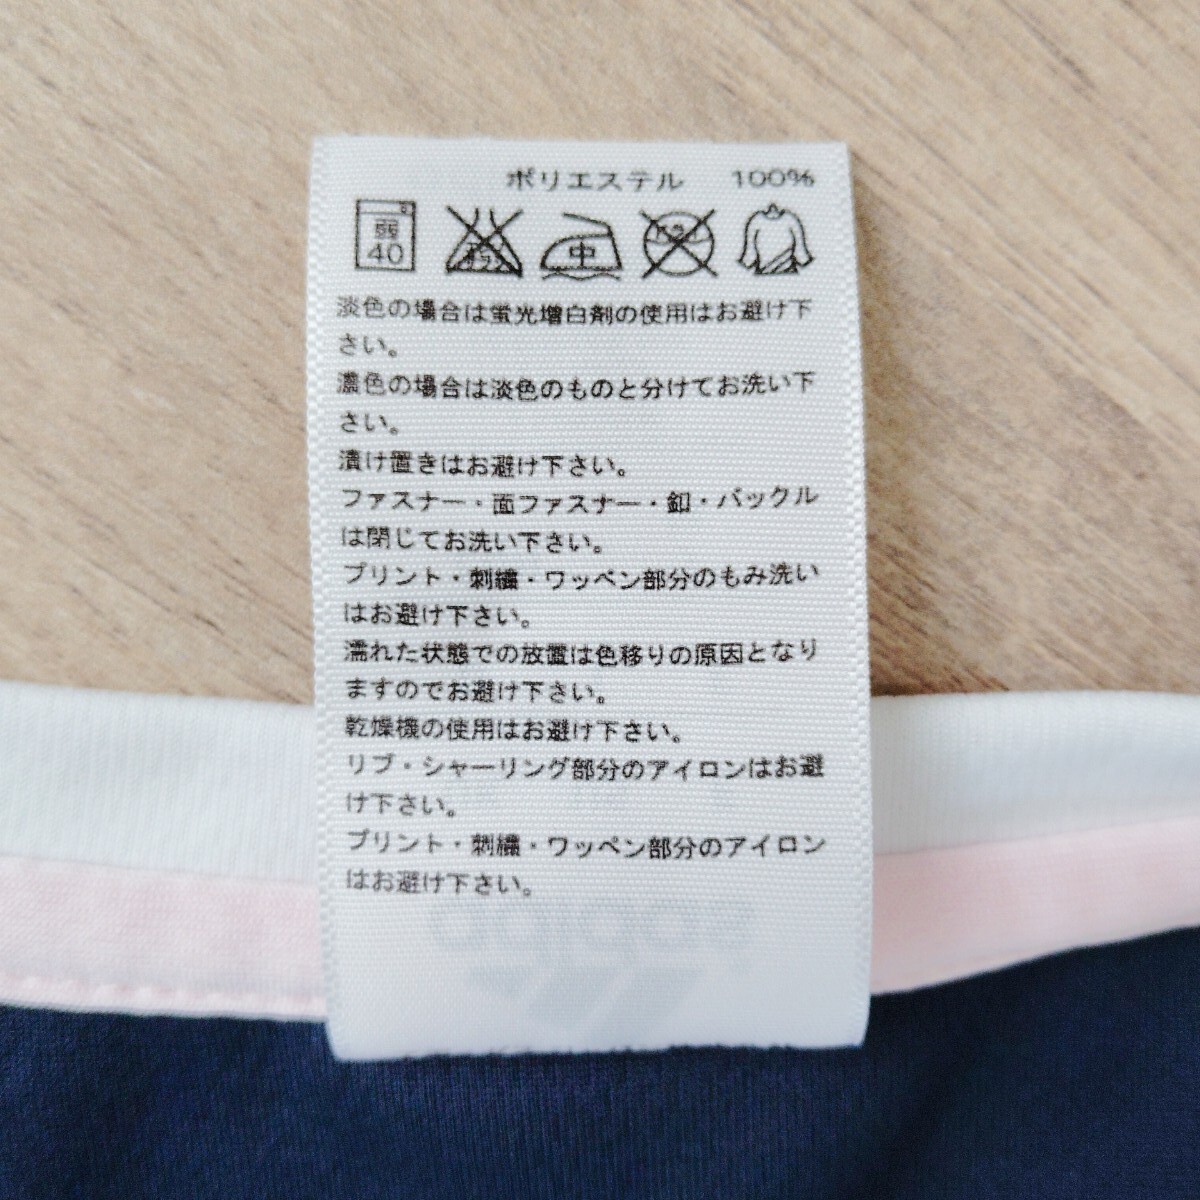 ポリエステル 100%
弱 40 中
淡色の場合は蛍光増白剤の使用はお避け下
さい。
濃色の場合は淡色のものと分けてお洗い下
さい。
漬け置きはお避け下さい。
ファスナー・面ファスナー・釦・バックル
は閉じてお洗い下さい。
プリント・刺繍・ワッペン部分のもみ洗い
はお避け下さい。
濡れた状態での放置は色移りの原因となり
ますのでお避け下さい。
乾燥機の使用はお避け下さい。
リブ・シャーリング部分のアイロンはお避
け下さい。
プリント・刺繍・ワッペン部分のアイロン
はお避け下さい。